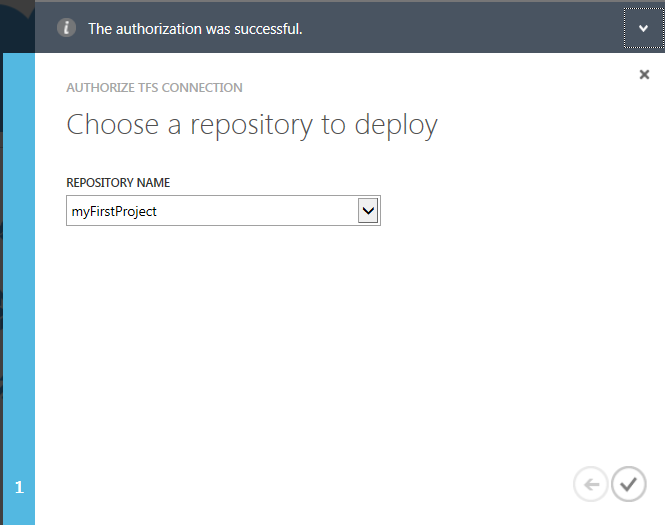 The authorization was successful.
AUTHORIZE TFS CONNECTION
Choose a repository to deploy
REPOSITORY NAME
myFirstProject
1